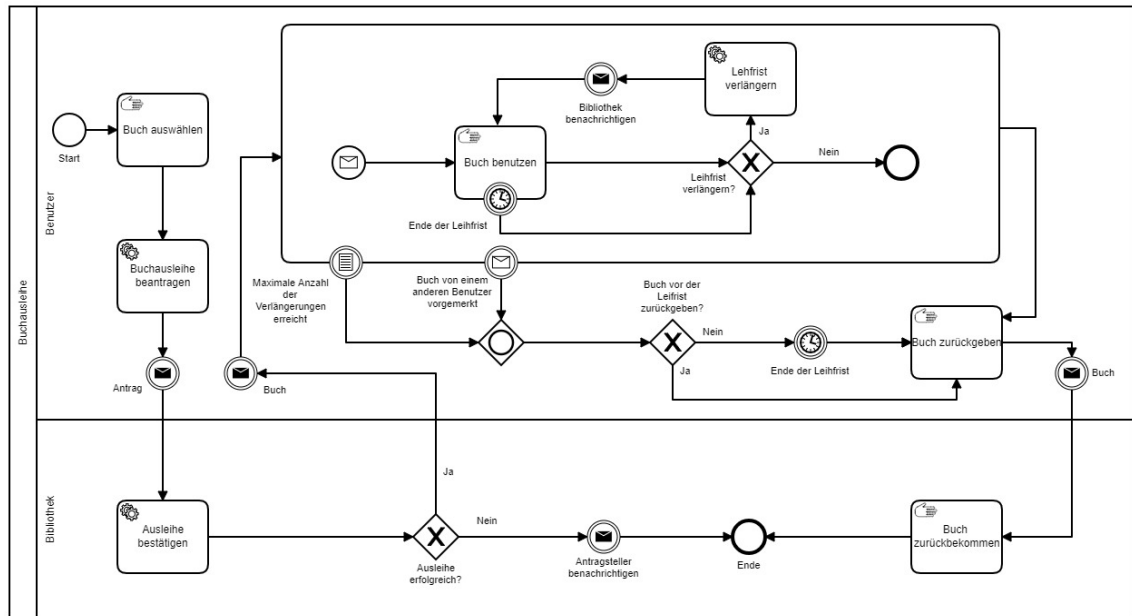 Buchausleihe
Benutzer
Start
Buch auswählen
Buchausleihe
beantragen
Antrag
Buch
Buch benutzen
Ende der Leihfrist
Bibliothek
benachrichtigen
Lehfrist
verlängern
Ja
Leihfrist
verlängern?
Nein
Maximale Anzahl
der
Verlängerungen
erreicht
Buch von einem
anderen Benutzer
vorgemerkt
Buch vor der
Leifrist
zurückgeben?
Nein
Ja
Ende der Leihfrist
Buch zurückgeben
Buch
Bibliothek
Ausleihe
bestätigen
Ja
Ausleihe
erfolgreich?
Nein
Antragsteller
benachrichtigen
Ende
Buch
zurückbekommen